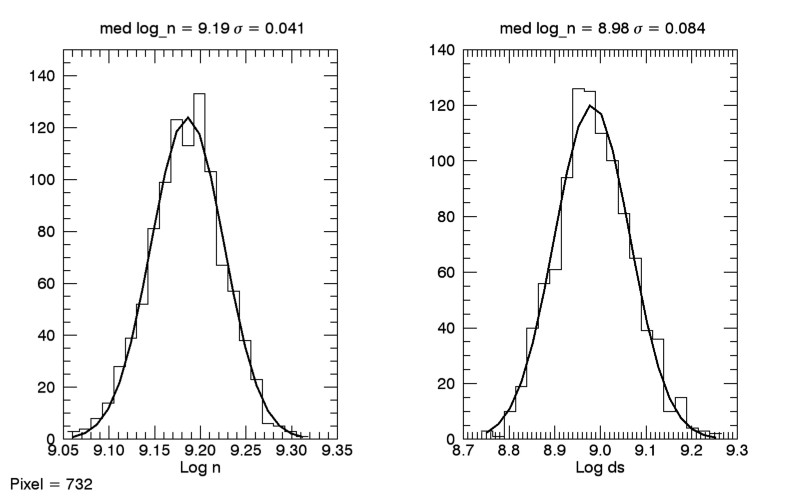 med log_n = 9.19 σ = 0.041
140
120
100
80
60
40
20
0
9.05 9.10 9.15 9.20 9.25 9.30 9.35
Log n
med log_n = 8.98 σ = 0.084
140
120
100
80
60
40
20
0
8.7 8.8 8.9 9.0 9.1 9.2 9.3
Log ds
Pixel = 732